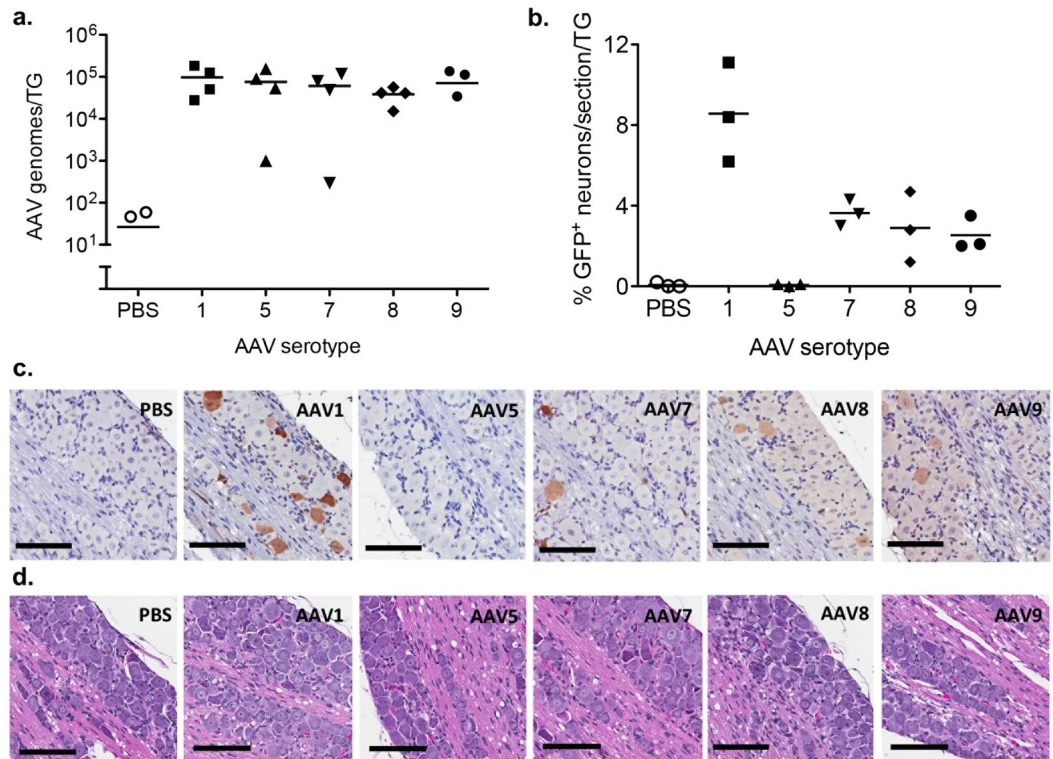 a.
AAV genomes/TG
10⁶
10⁵
10⁴
10³
10²
10¹
PBS 1 5 7 8 9
AAV serotype
b.
% GFP⁺ neurons/section/TG
12
8
4
0
PBS 1 5 7 8 9
AAV serotype
c.
PBS AAV1 AAV5 AAV7 AAV8 AAV9
d.
PBS AAV1 AAV5 AAV7 AAV8 AAV9